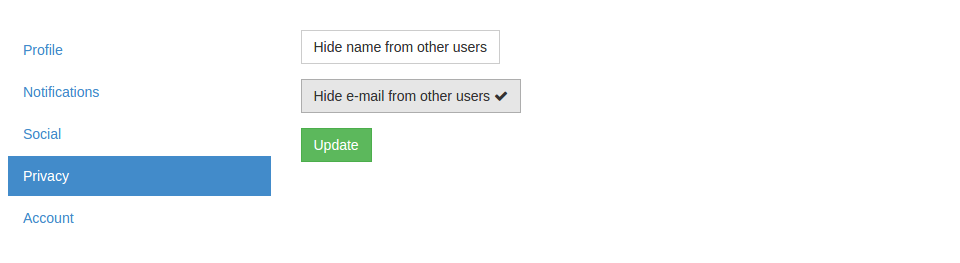 Profile
Notifications
Social
Privacy
Account
Hide name from other users
Hide e-mail from other users
Update